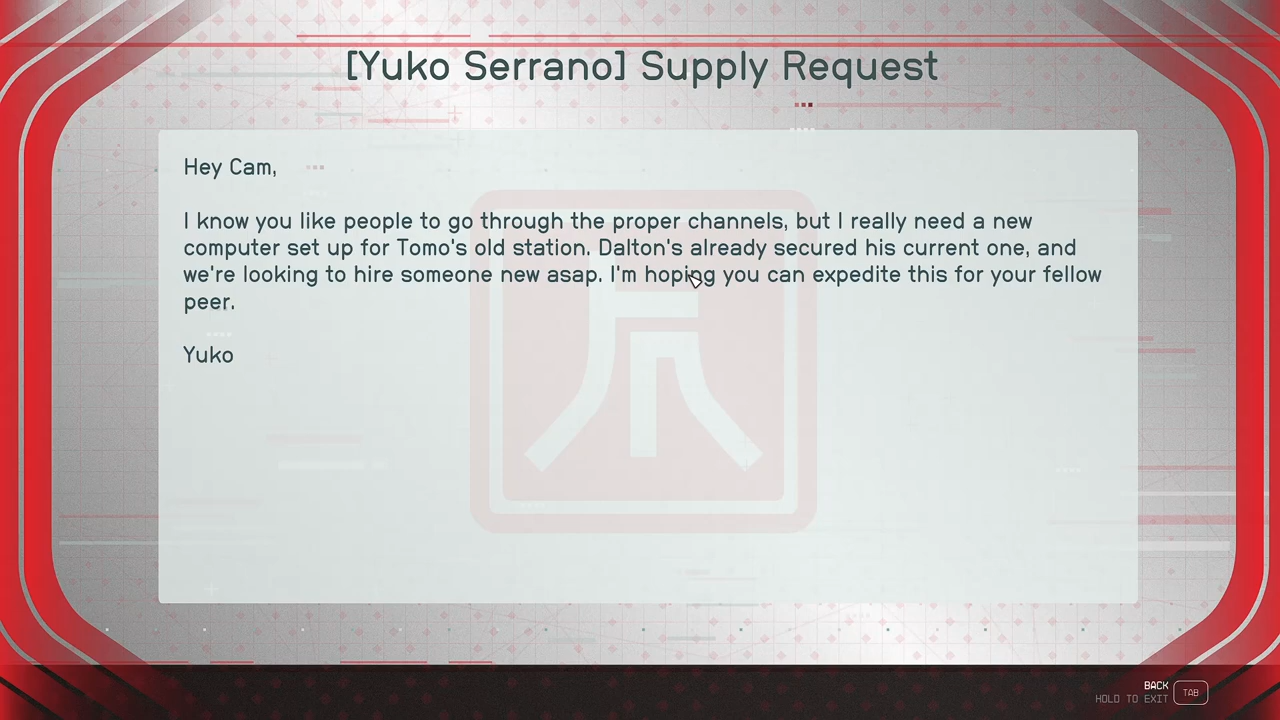 [Yuko Serrano] Supply Request
Hey Cam,
I know you like people to go through the proper channels, but I really need a new
computer set up for Tomo's old station. Dalton's already secured his current one, and
we're looking to hire someone new asap. I'm hoping you can expedite this for your fellow
peer.
Yuko
BACK
HOLD TO EXIT
TAB